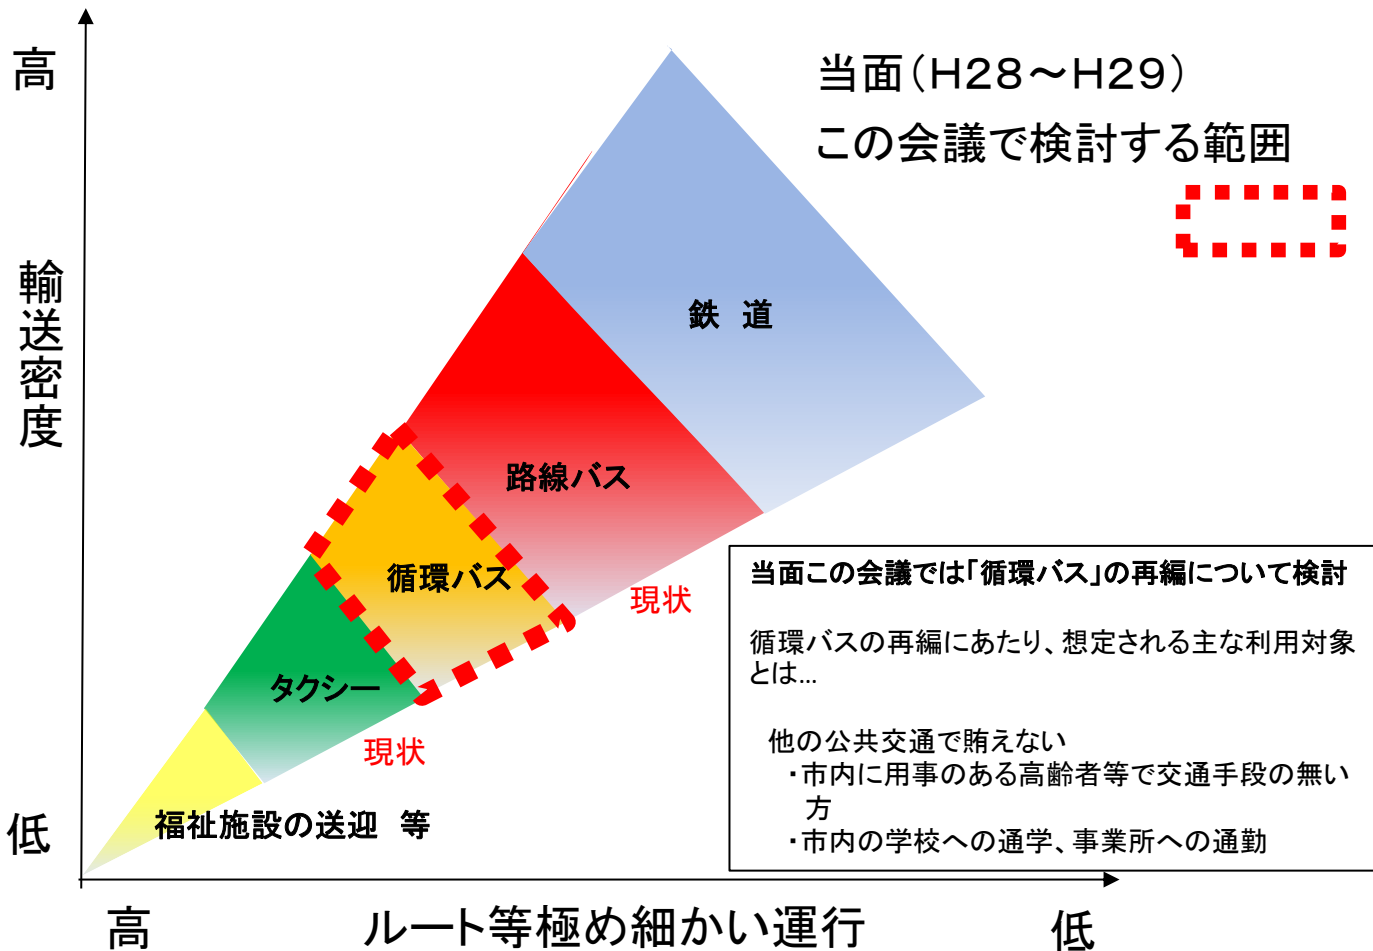 高
当面(H28～H29)
この会議で検討する範囲
輸送密度
鉄　道
路線バス
循環バス
現状
タクシー
現状
福祉施設の送迎　等
当面この会議では「循環バス」の再編について検討
循環バスの再編にあたり、想定される主な利用対象
とは...
他の公共交通で賄えない
・市内に用事のある高齢者等で交通手段の無い
方
・市内の学校への通学、事業所への通勤
低
高
ルート等極め細かい運行
低